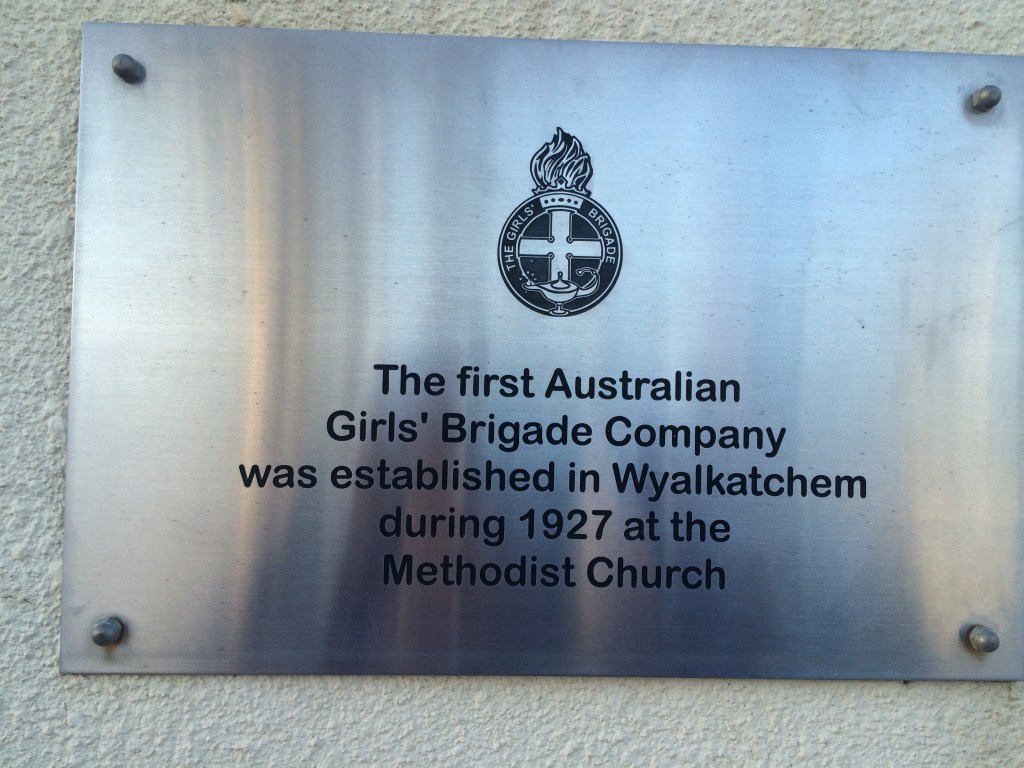 THE GIRLS' BRIGADE
The first Australian
Girls' Brigade Company
was established in Wyalkatchem
during 1927 at the
Methodist Church